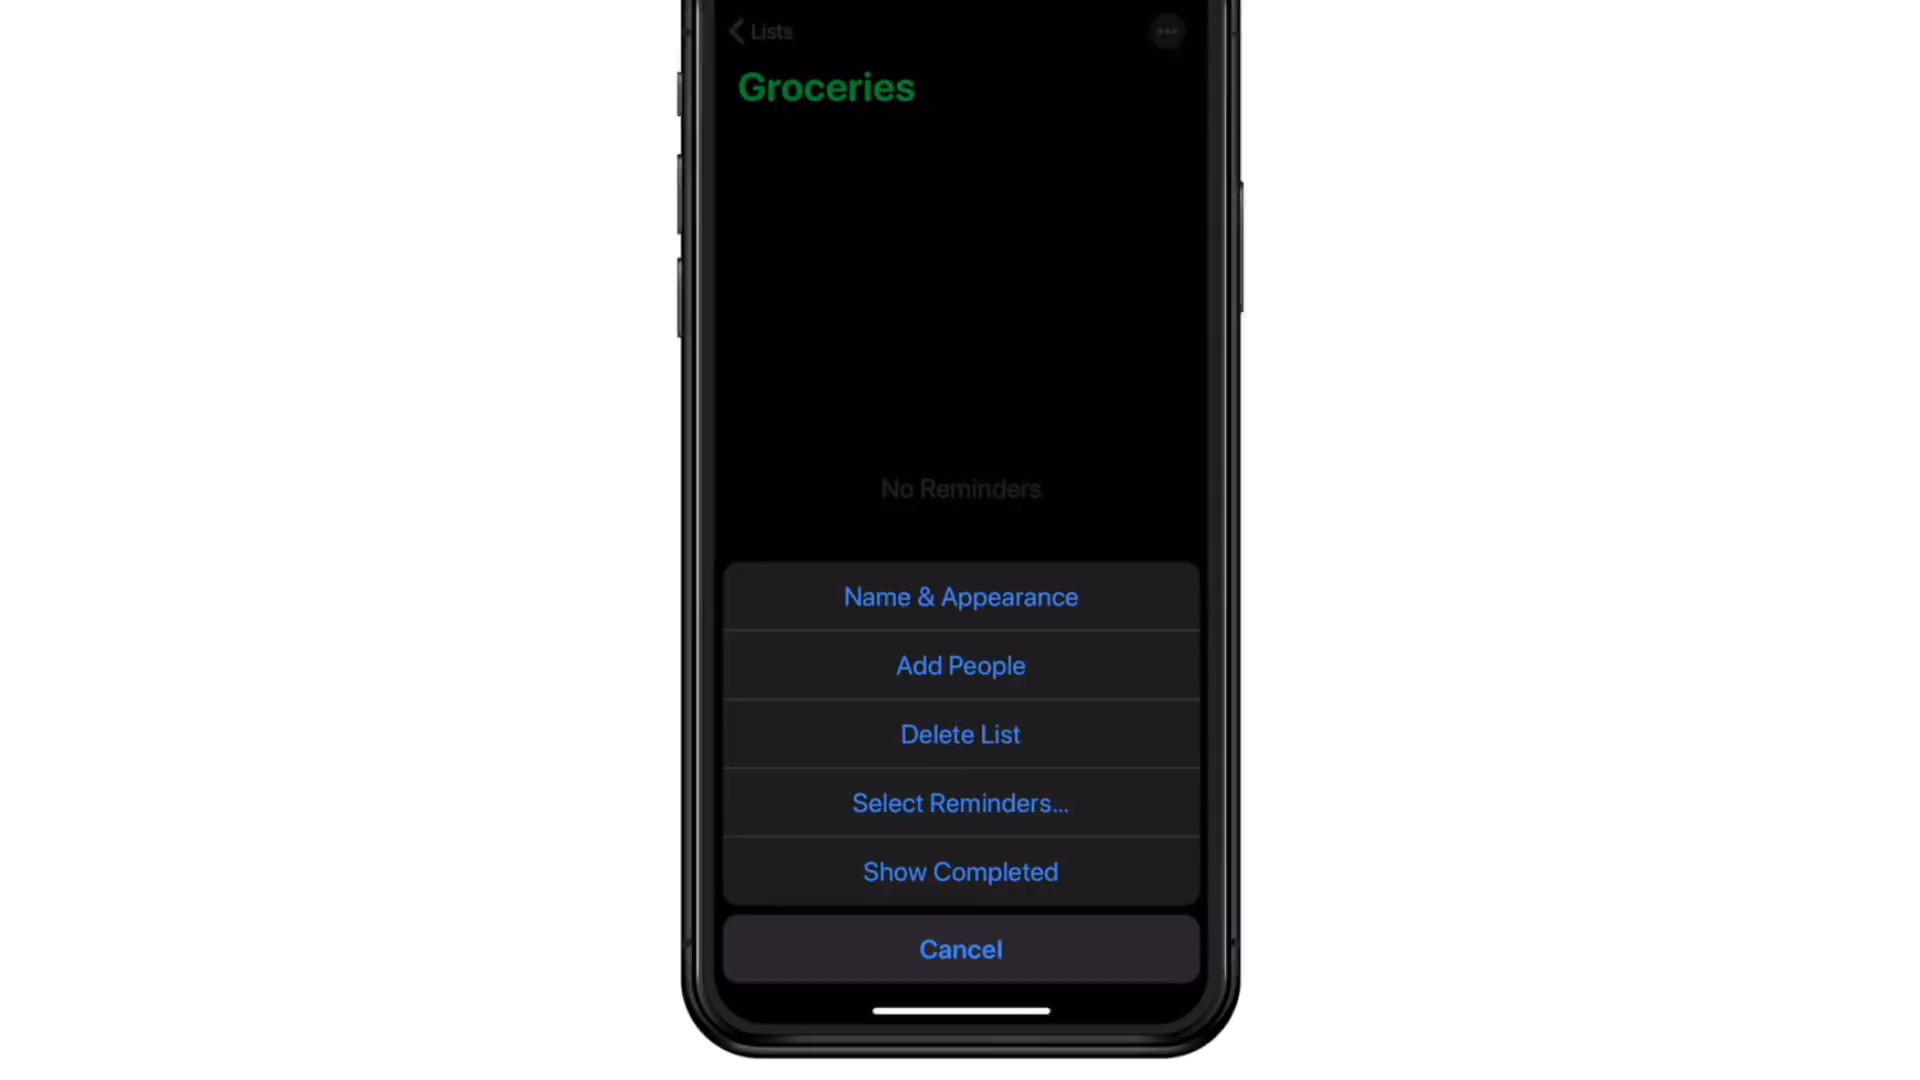 Lists
Groceries
No Reminders
Name & Appearance
Add People
Delete List
Select Reminders...
Show Completed
Cancel